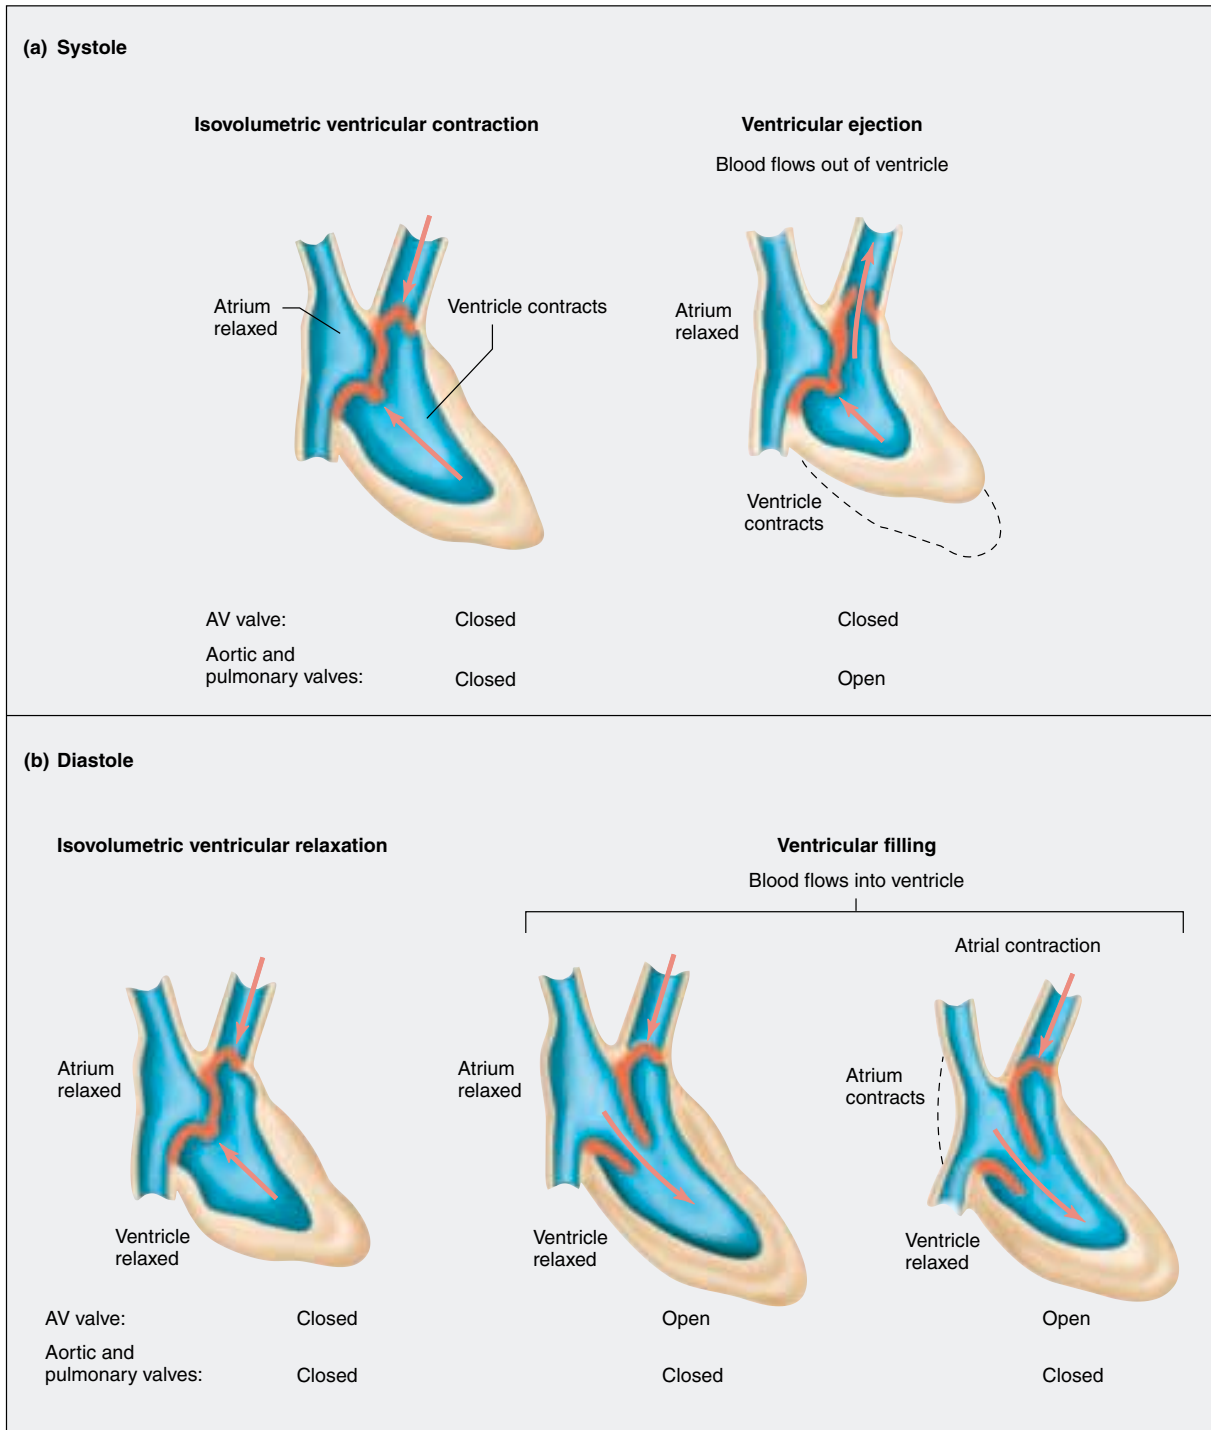 (a) Systole
Isovolumetric ventricular contraction
Ventricular ejection
Blood flows out of ventricle
Atrium
relaxed
Ventricle contracts
Atrium
relaxed
Ventricle
contracts
AV valve: Closed Closed
Aortic and
pulmonary valves: Closed Open
(b) Diastole
Isovolumetric ventricular relaxation
Ventricular filling
Blood flows into ventricle
Atrial contraction
Atrium
relaxed
Ventricle
relaxed
Atrium
relaxed
Ventricle
relaxed
Atrium
contracts
Ventricle
relaxed
AV valve: Closed Open Open
Aortic and
pulmonary valves: Closed Closed Closed